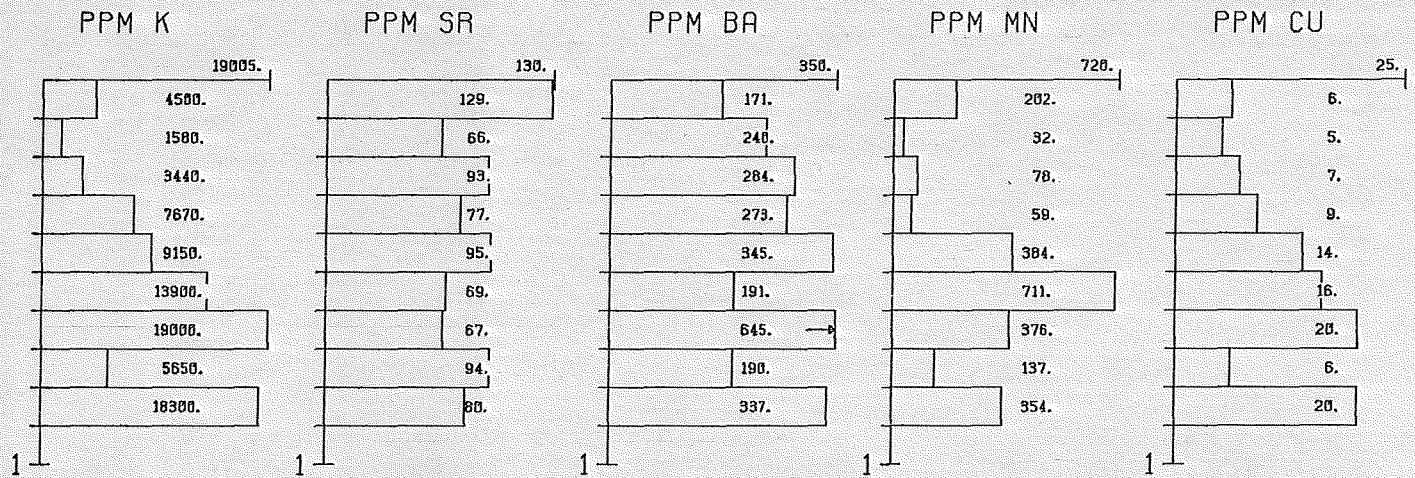 PPM K PPM SR PPM BA PPM MN PPM CU
19005. 130. 350. 720. 25.
4500. 129. 171. 202. 6.
1580. 66. 240. 32. 5.
3440. 93. 284. 78. 7.
7670. 77. 273. 59. 9.
9150. 95. 345. 384. 14.
13900. 69. 191. 711. 16.
19000. 67. 645. 376. 20.
5650. 94. 190. 137. 6.
18300. 80. 337. 354. 20.
1 1 1 1 1